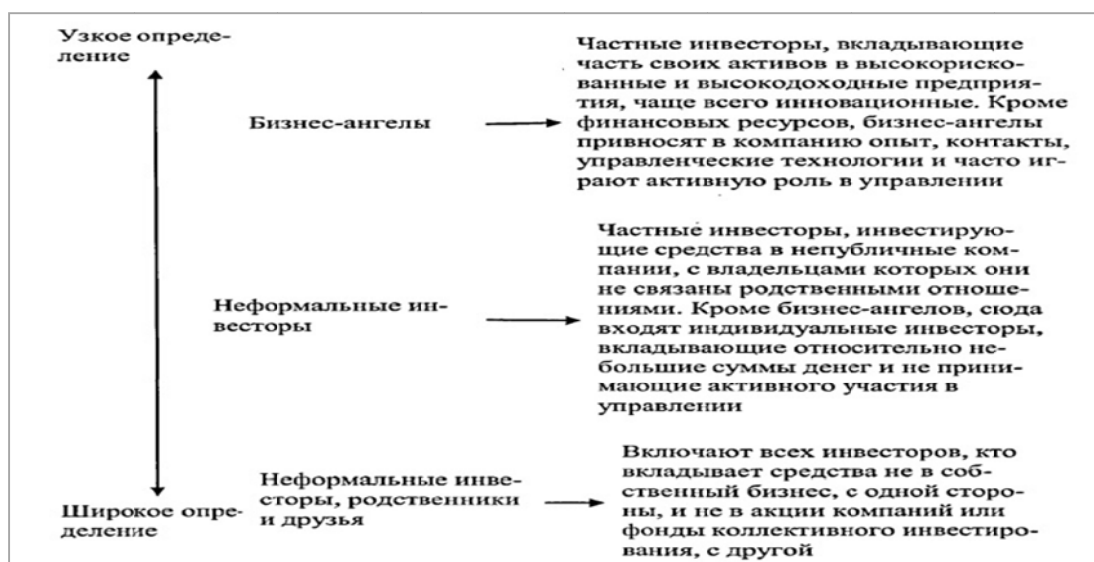 Узкое опреде-
ление
Частные инвесторы, вкладывающие
часть своих активов в высокориско-
ванные и высокодоходные предприя-
тия, чаще всего инновационные. Кроме
финансовых ресурсов, бизнес-ангелы
привносят в компанию опыт, контакты,
управленческие технологии и часто иг-
рают активную роль в управлении
Бизнес-ангелы
Частные инвесторы, инвестирую-
щие средства в непубличные ком-
пании, с владельцами которых они
не связаны родственными отноше-
ниями. Кроме бизнес-ангелов, сюда
входят индивидуальные инвесторы,
вкладывающие относительно не-
большие суммы денег и не прини-
мающие активного участия в
управлении
Неформальные ин-
весторы
Включают всех инвесторов, кто
вкладывает средства не в соб-
ственный бизнес, с одной сторо-
ны, и не в акции компаний или
фонды коллективного инвестиро-
вания, с другой
Неформальные инве-
сторы, родственники
и друзья
Широкое опре-
деление